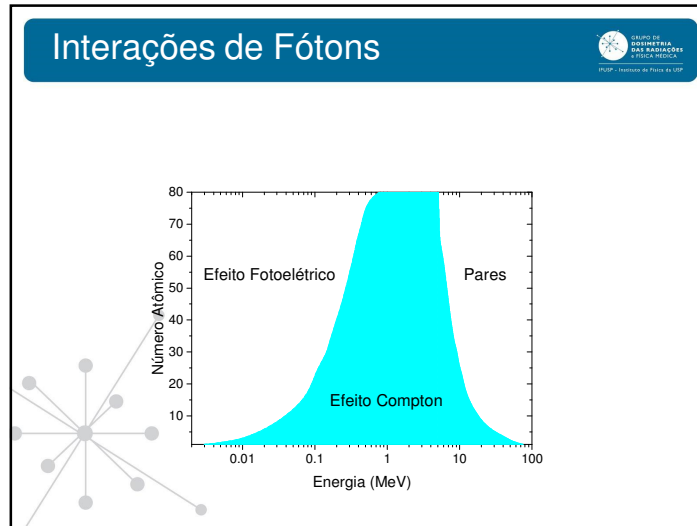 Interações de Fótons
GRUPO DE
DOSIMETRIA
DAS RADIAÇÕES
e FÍSICA MÉDICA
IFUSP - Instituto de Física da USP
80
70
60
50
40
30
20
10
Número Atômico
Efeito Fotoelétrico
Pares
Efeito Compton
0.01
0.1
1
10
100
Energia (MeV)